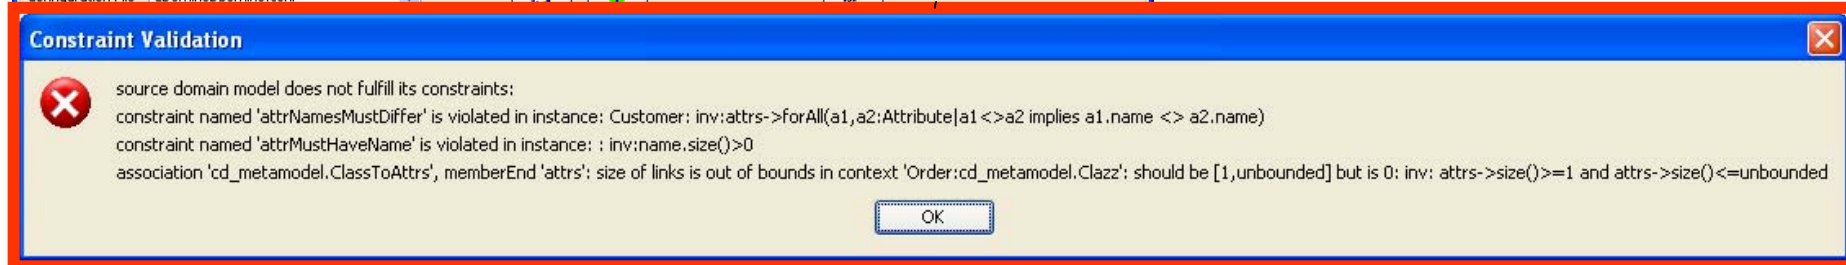 Constraint Validation
source domain model does not fulfill its constraints:
constraint named 'attrNamesMustDiffer' is violated in instance: Customer: inv:attrs->forAll(a1,a2:Attribute|a1<>a2 implies a1.name <> a2.name)
constraint named 'attrMustHaveName' is violated in instance: : inv:name.size()>0
association 'cd_metamodel.ClassToAttrs', memberEnd 'attrs': size of links is out of bounds in context 'Order:cd_metamodel.Clazz': should be [1,unbounded] but is 0: inv: attrs->size()>=1 and attrs->size()<=unbounded
OK